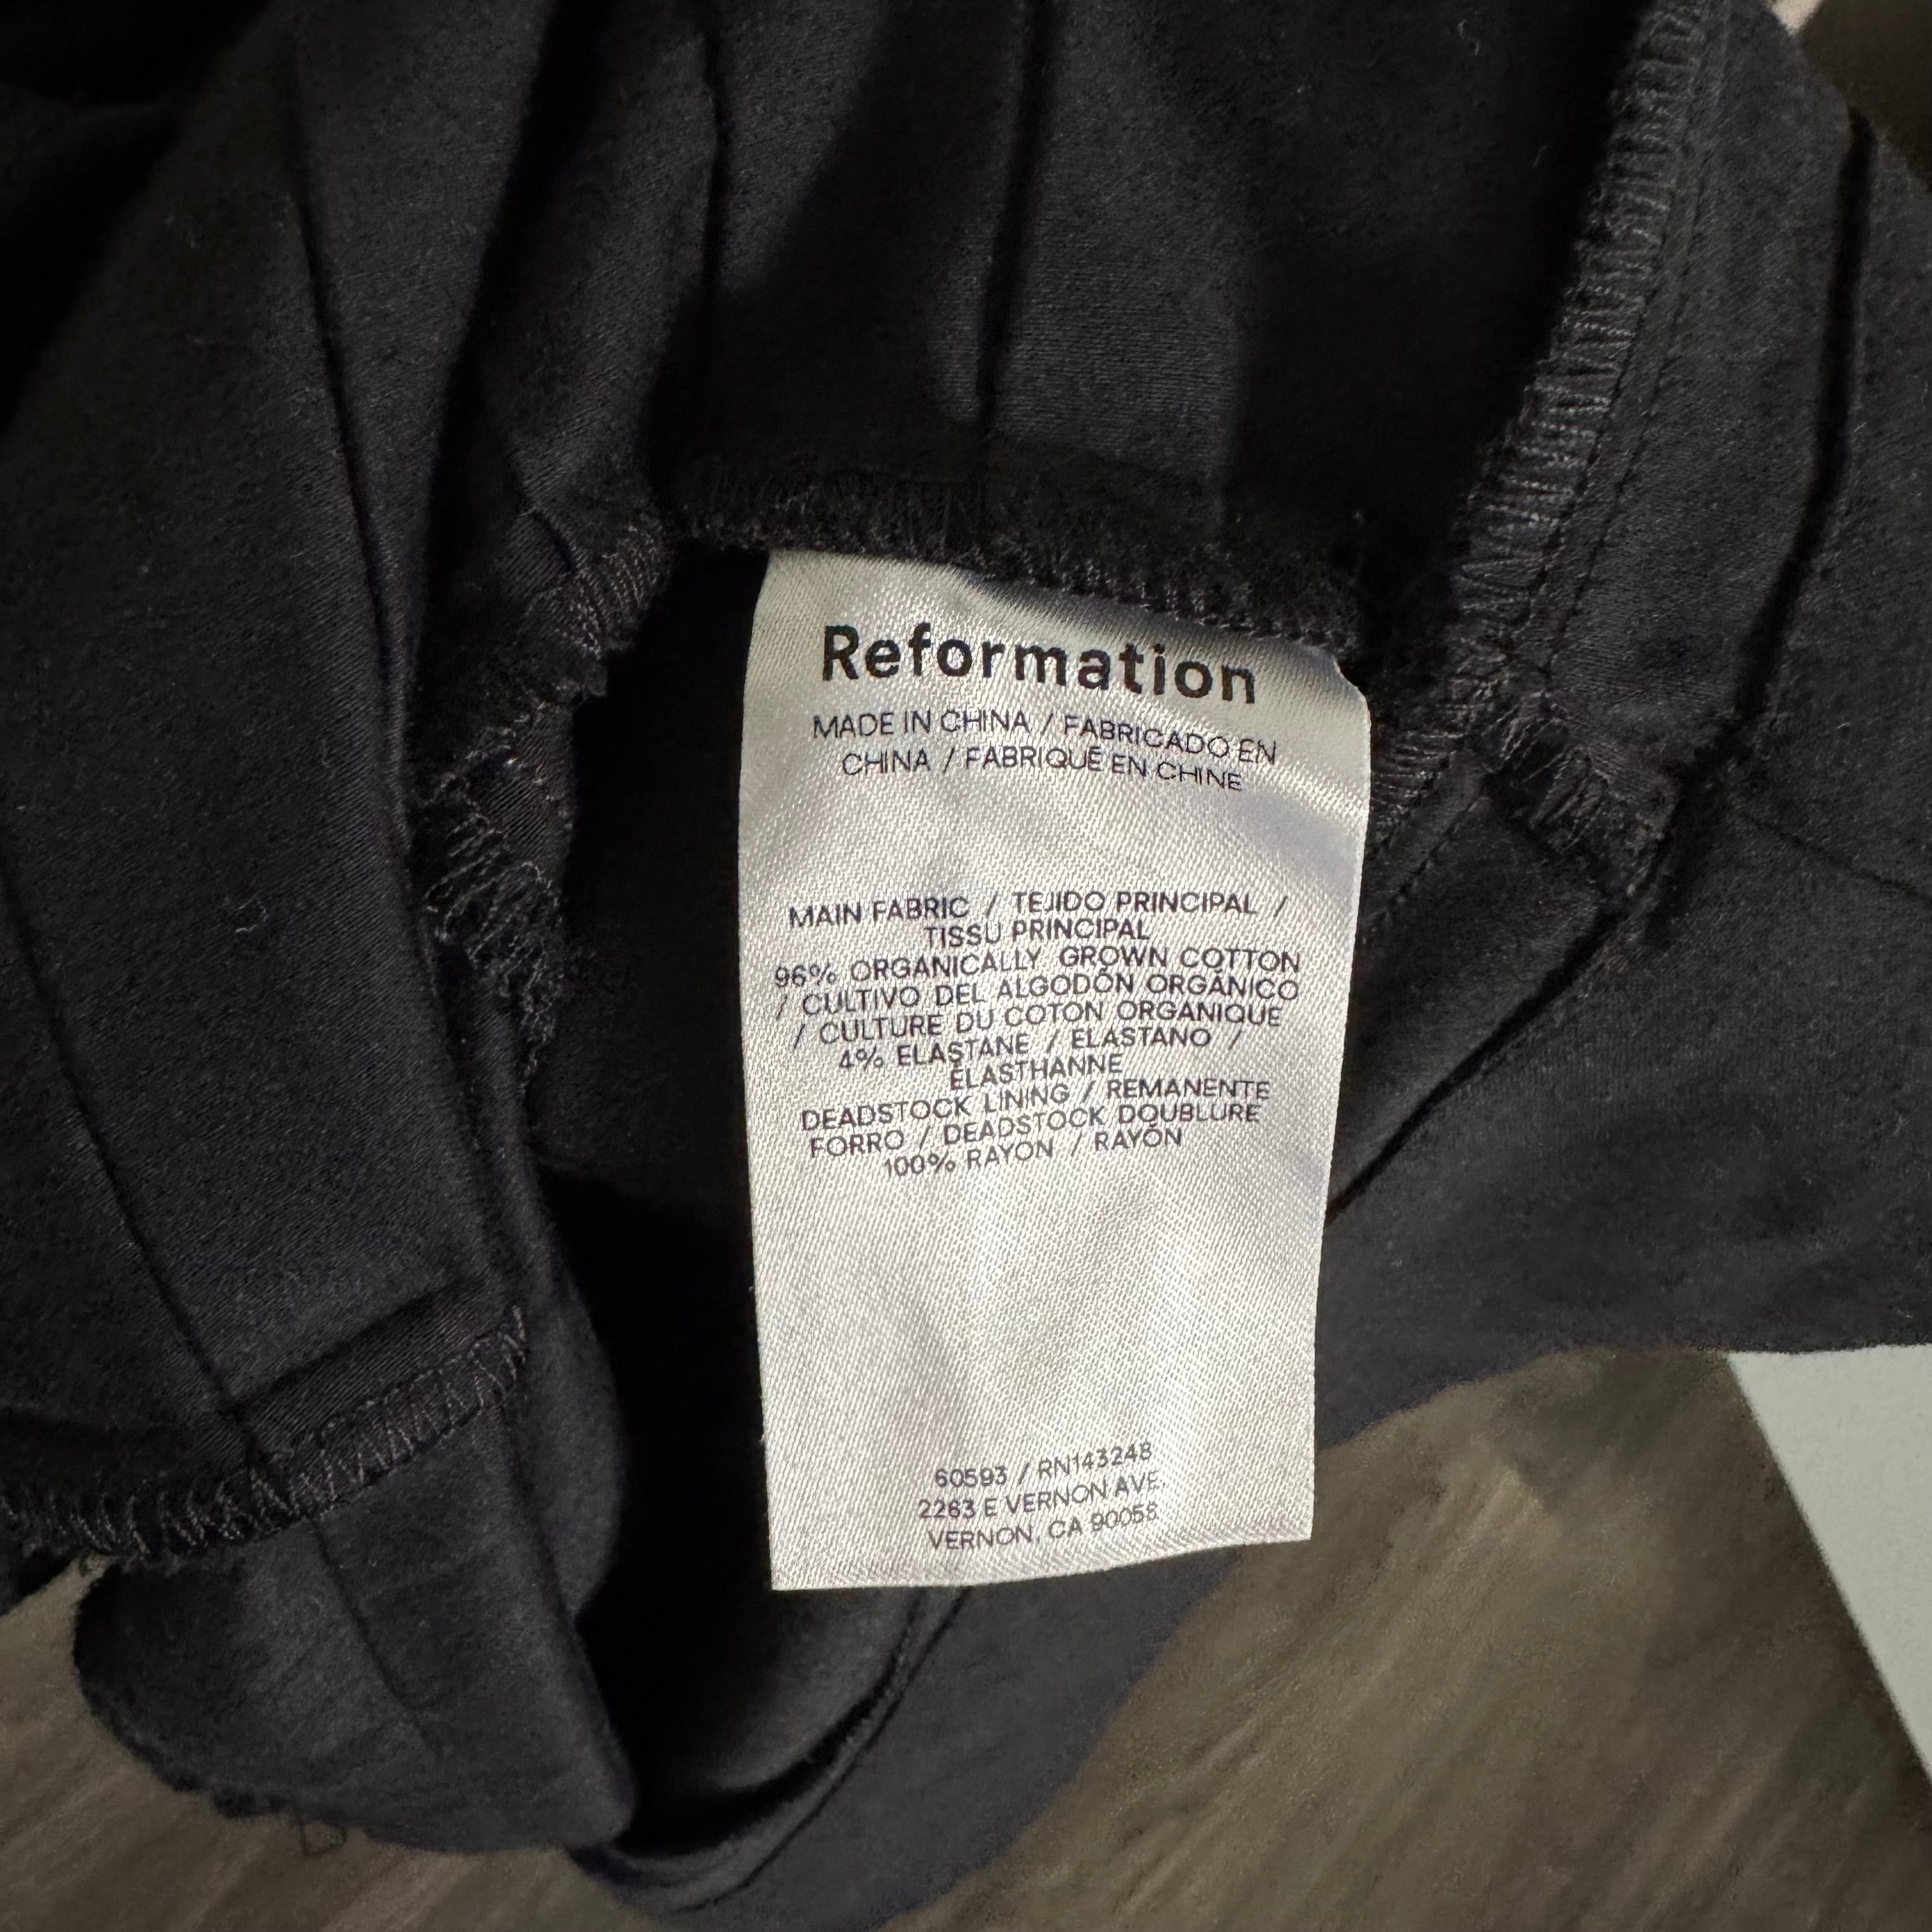 Reformation
MADE IN CHINA / FABRICADO EN
CHINA / FABRIQUÉ EN CHINE
MAIN FABRIC / TEJIDO PRINCIPAL /
TISSU PRINCIPAL
96% ORGANICALLY GROWN COTTON
/ CULTIVO DEL ALGODÓN ORGÁNICO
/ CULTURE DU COTON ORGANIQUE
4% ELASTANE / ELASTANO /
ÉLASTHANNE
DEADSTOCK LINING / REMANENTE
FORRO / DEADSTOCK DOUBLURE
100% RAYON / RAYÓN
60593 / RN143248
2263 E VERNON AVE.
VERNON, CA 90058